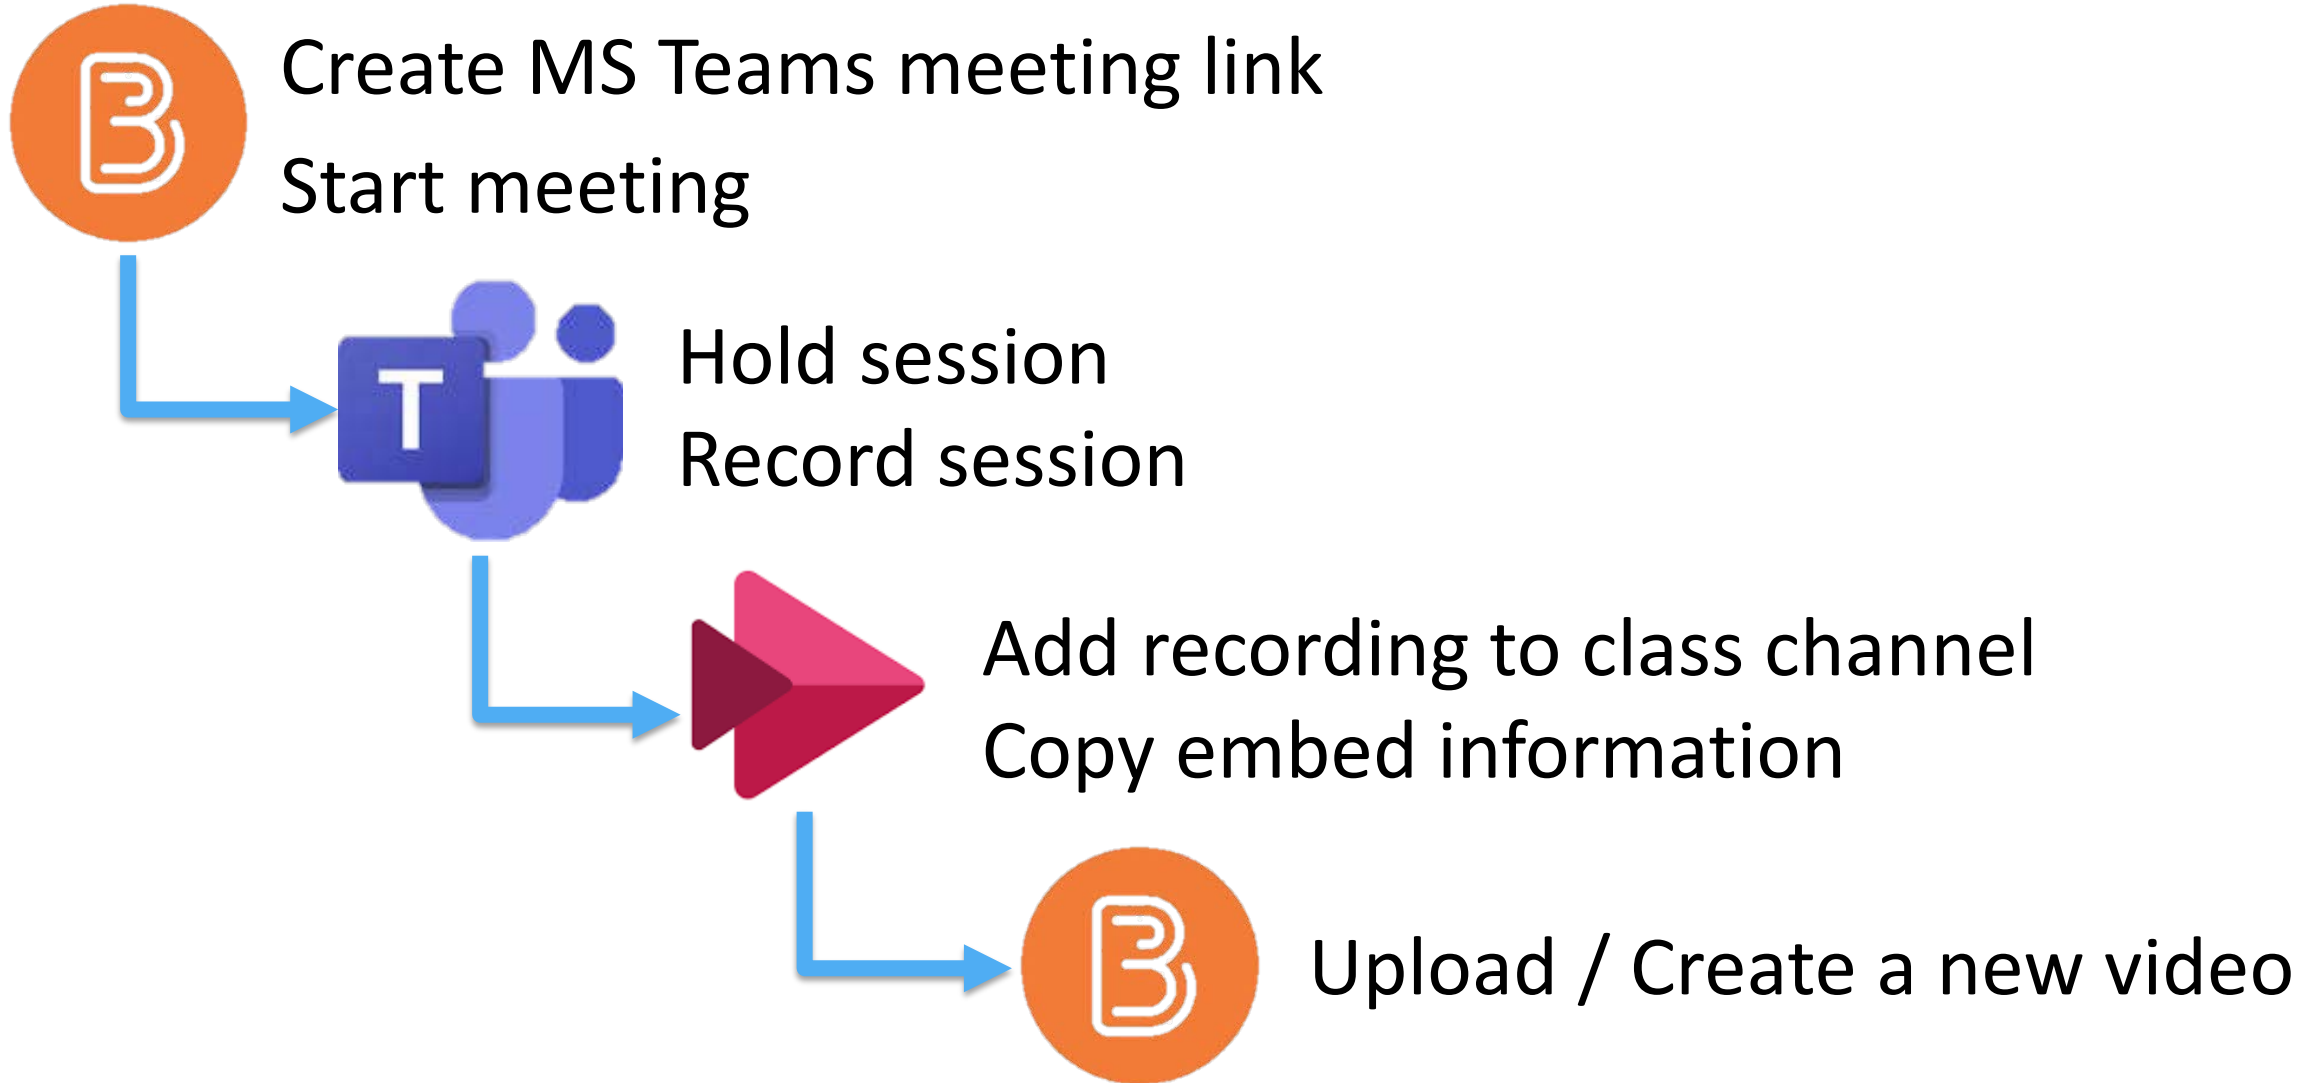 B
Create MS Teams meeting link
Start meeting
T
Hold session
Record session
Add recording to class channel
Copy embed information
B
Upload / Create a new video